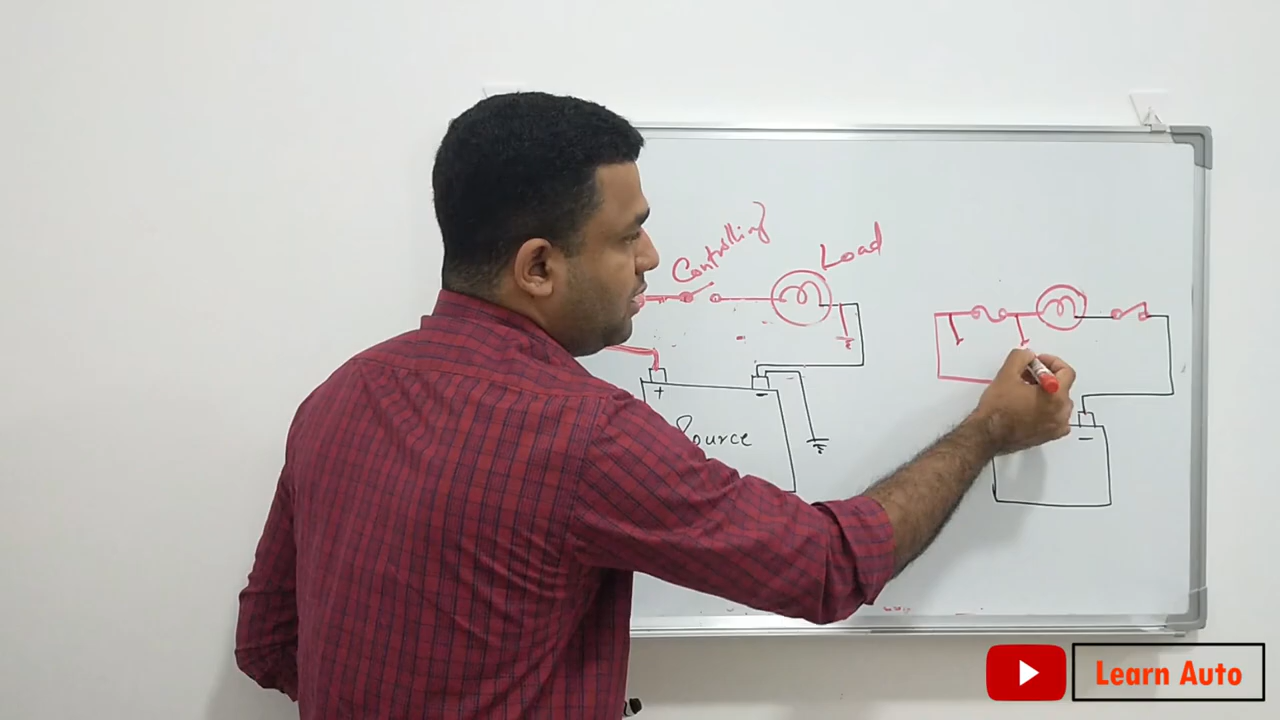 Controlling
Load
+
-
Source
-
Learn Auto